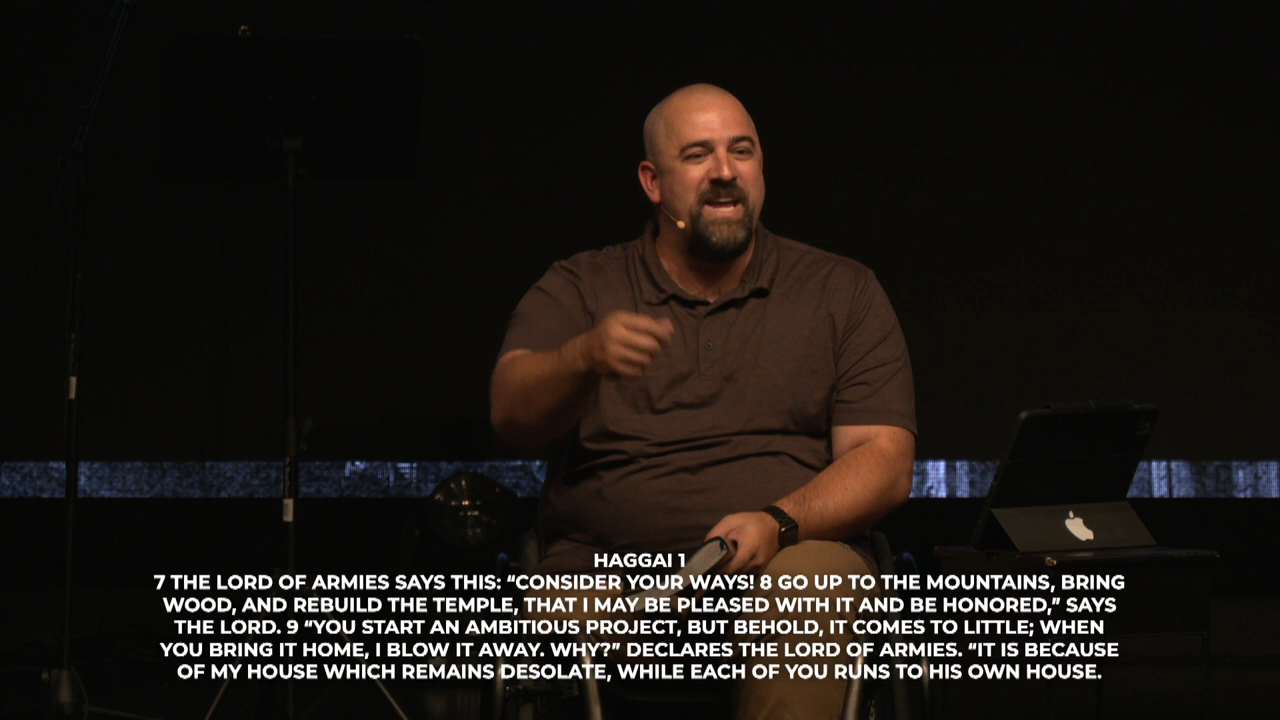 HAGGAI 1
7 THE LORD OF ARMIES SAYS THIS: “CONSIDER YOUR WAYS! 8 GO UP TO THE MOUNTAINS, BRING
WOOD, AND REBUILD THE TEMPLE, THAT I MAY BE PLEASED WITH IT AND BE HONORED,” SAYS
THE LORD. 9 “YOU START AN AMBITIOUS PROJECT, BUT BEHOLD, IT COMES TO LITTLE; WHEN
YOU BRING IT HOME, I BLOW IT AWAY. WHY?” DECLARES THE LORD OF ARMIES. “IT IS BECAUSE
OF MY HOUSE WHICH REMAINS DESOLATE, WHILE EACH OF YOU RUNS TO HIS OWN HOUSE.